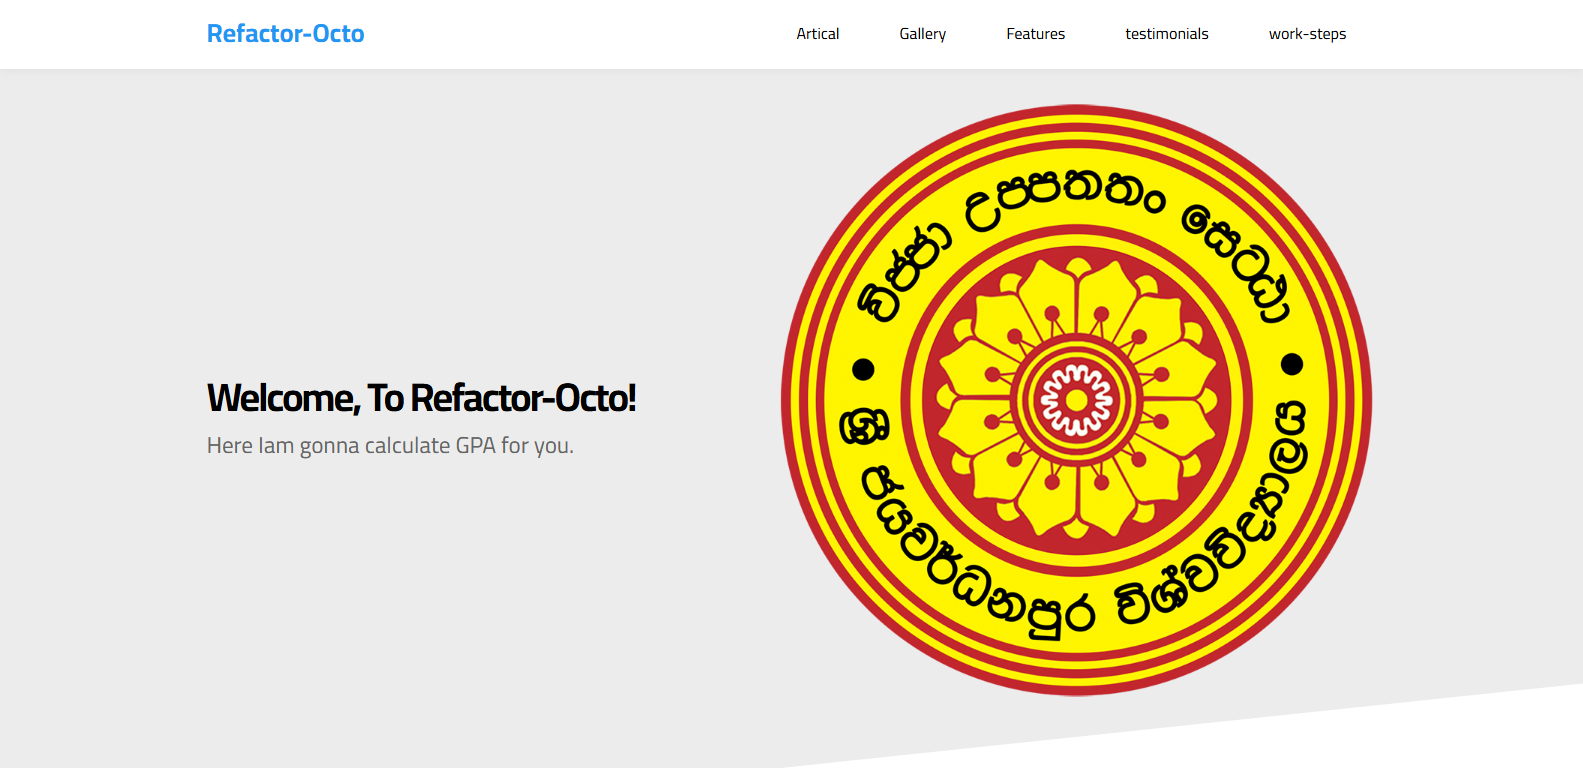 Refactor-Octo
Artical
Gallery
Features
testimonials
work-steps
විජ්ජා උප්පතතං සෙට්ඨා
ශ්‍රී ජයවර්ධනපුර විශ්වවිද්‍යාලය
Welcome, To Refactor-Octo!
Here Iam gonna calculate GPA for you.